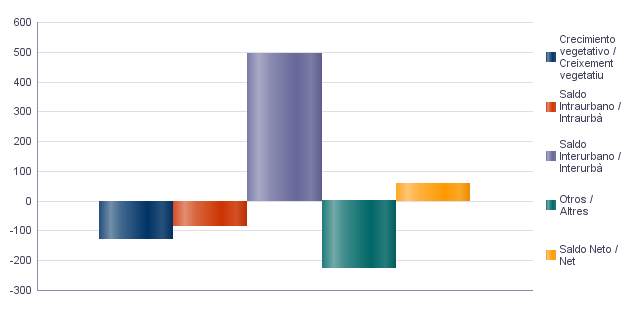 600
500
400
300
200
100
0
-100
-200
-300
Crecimiento
vegetativo /
Creixement
vegetatiu
Saldo
Intraurbano /
Intraurbà
Saldo
Interurbano /
Interurbà
Otros /
Altres
Saldo Neto /
Net